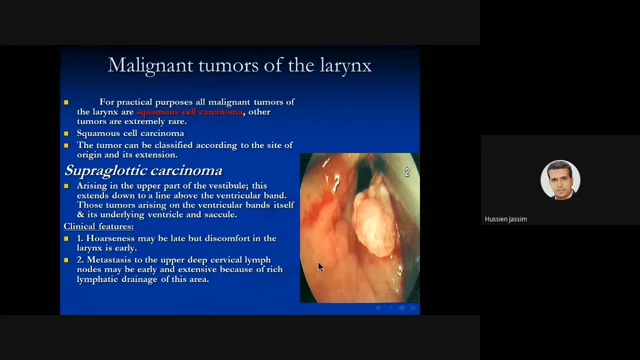 Malignant tumors of the larynx
For practical purposes all malignant tumors of
the larynx are squamous cell carcinoma, other
tumors are extremely rare.
Squamous cell carcinoma
The tumor can be classified according to the site of
origin and its extension.
Supraglottic carcinoma
Arising in the upper part of the vestibule; this
extends down to a line above the ventricular band.
Those tumors arising on the ventricular bands itself
& its underlying ventricle and saccule.
Clinical features:
1. Hoarseness may be late but discomfort in the
larynx is early.
2. Metastasis to the upper deep cervical lymph
nodes may be early and extensive because of rich
lymphatic drainage of this area.
2
Hussien Jassim